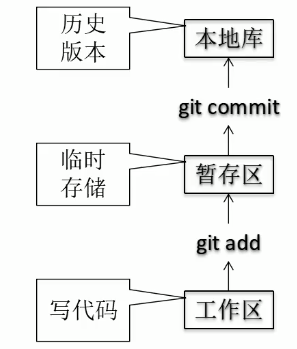 历史
版本
本地库
git commit
临时
存储
暂存区
git add
写代码
工作区